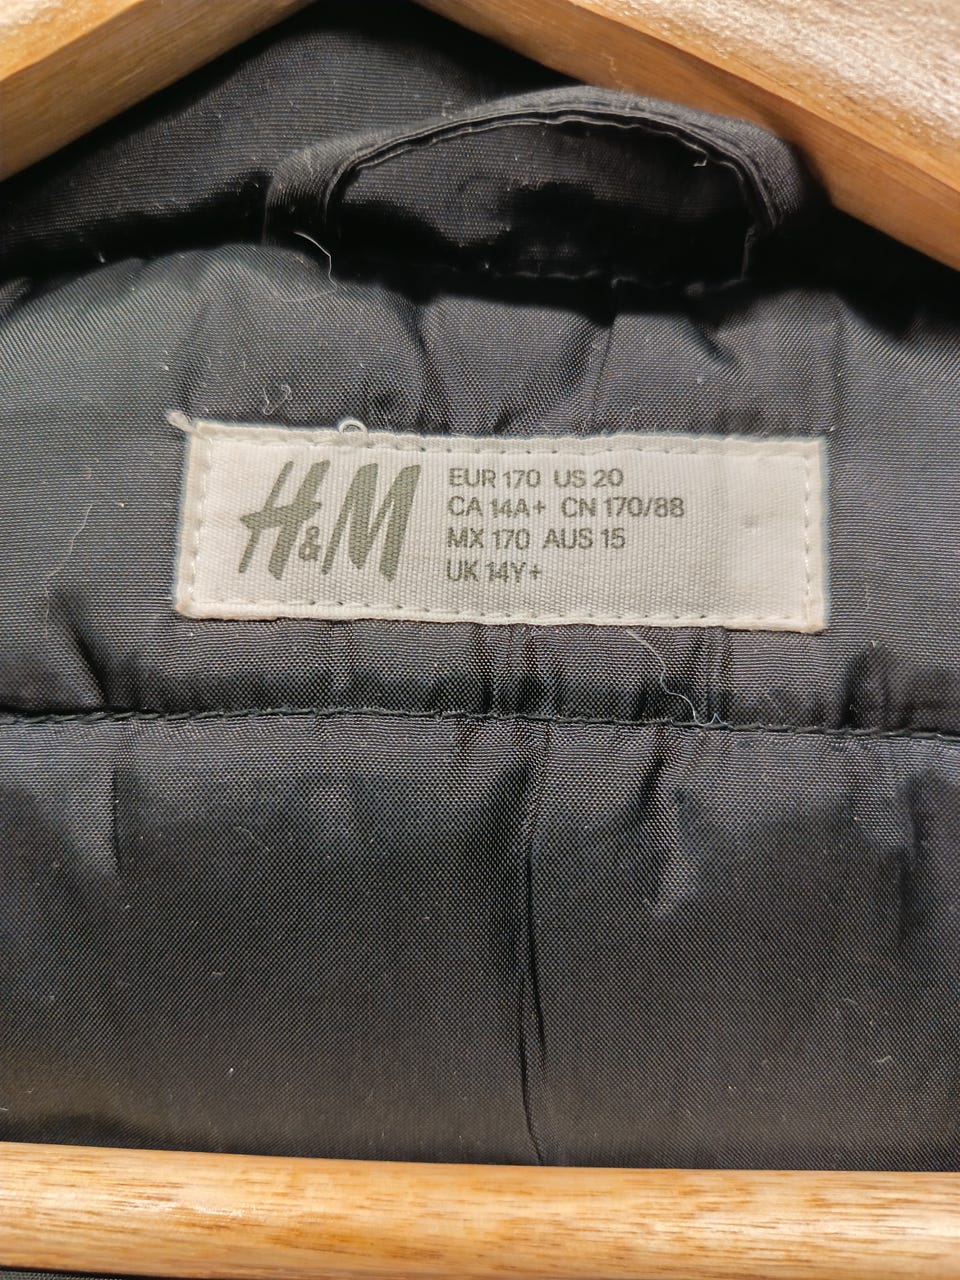 H&M
EUR 170 US 20
CA 14A+ CN 170/88
MX 170 AUS 15
UK 14Y+